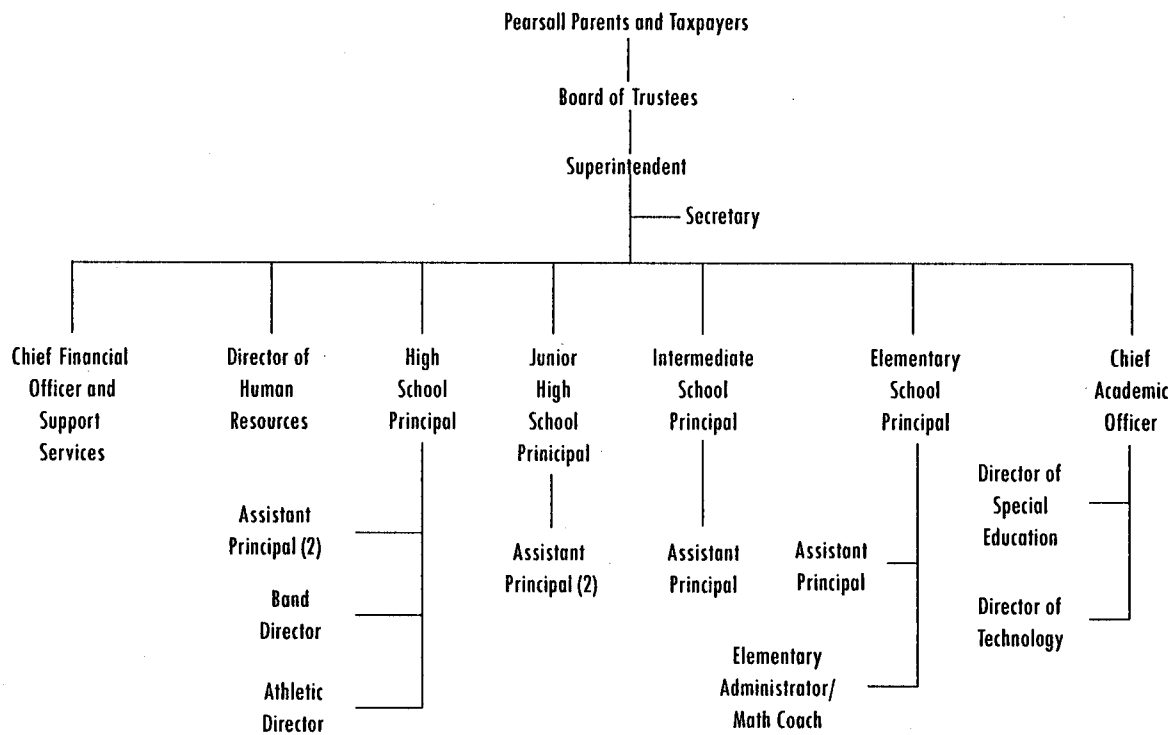 Pearsall Parents and Taxpayers
Board of Trustees
Superintendent
Secretary
Chief Financial
Officer and
Support
Services
Director of
Human
Resources
High
School
Principal
Junior
High
School
Prinicipal
Intermediate
School
Principal
Elementary
School
Principal
Chief
Academic
Officer
Assistant
Principal (2)
Band
Director
Athletic
Director
Assistant
Principal (2)
Assistant
Principal
Assistant
Principal
Elementary
Administrator/
Math Coach
Director of
Special
Education
Director of
Technology